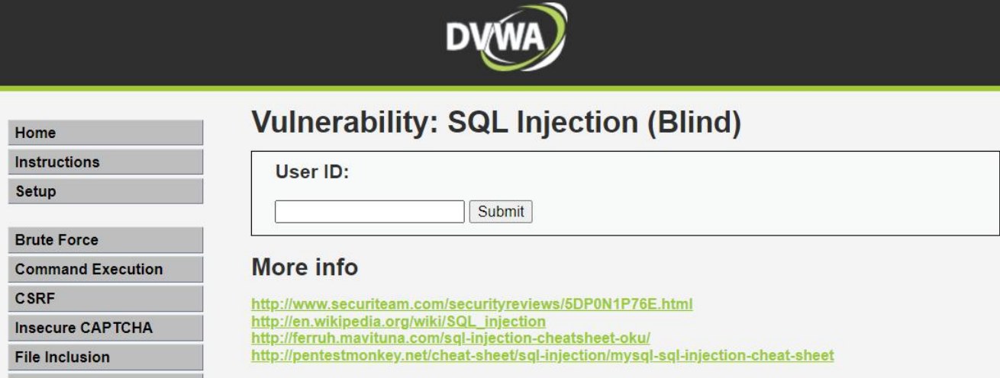 DVWA
Home
Instructions
Setup
Brute Force
Command Execution
CSRF
Insecure CAPTCHA
File Inclusion
Vulnerability: SQL Injection (Blind)
User ID:
Submit
More info
http://www.securiteam.com/securityreviews/5DP0N1P76E.html
http://en.wikipedia.org/wiki/SQL_injection
http://ferruh.mavituna.com/sql-injection-cheatsheet-oku/
http://pentestmonkey.net/cheat-sheet/sql-injection/mysql-sql-injection-cheat-sheet